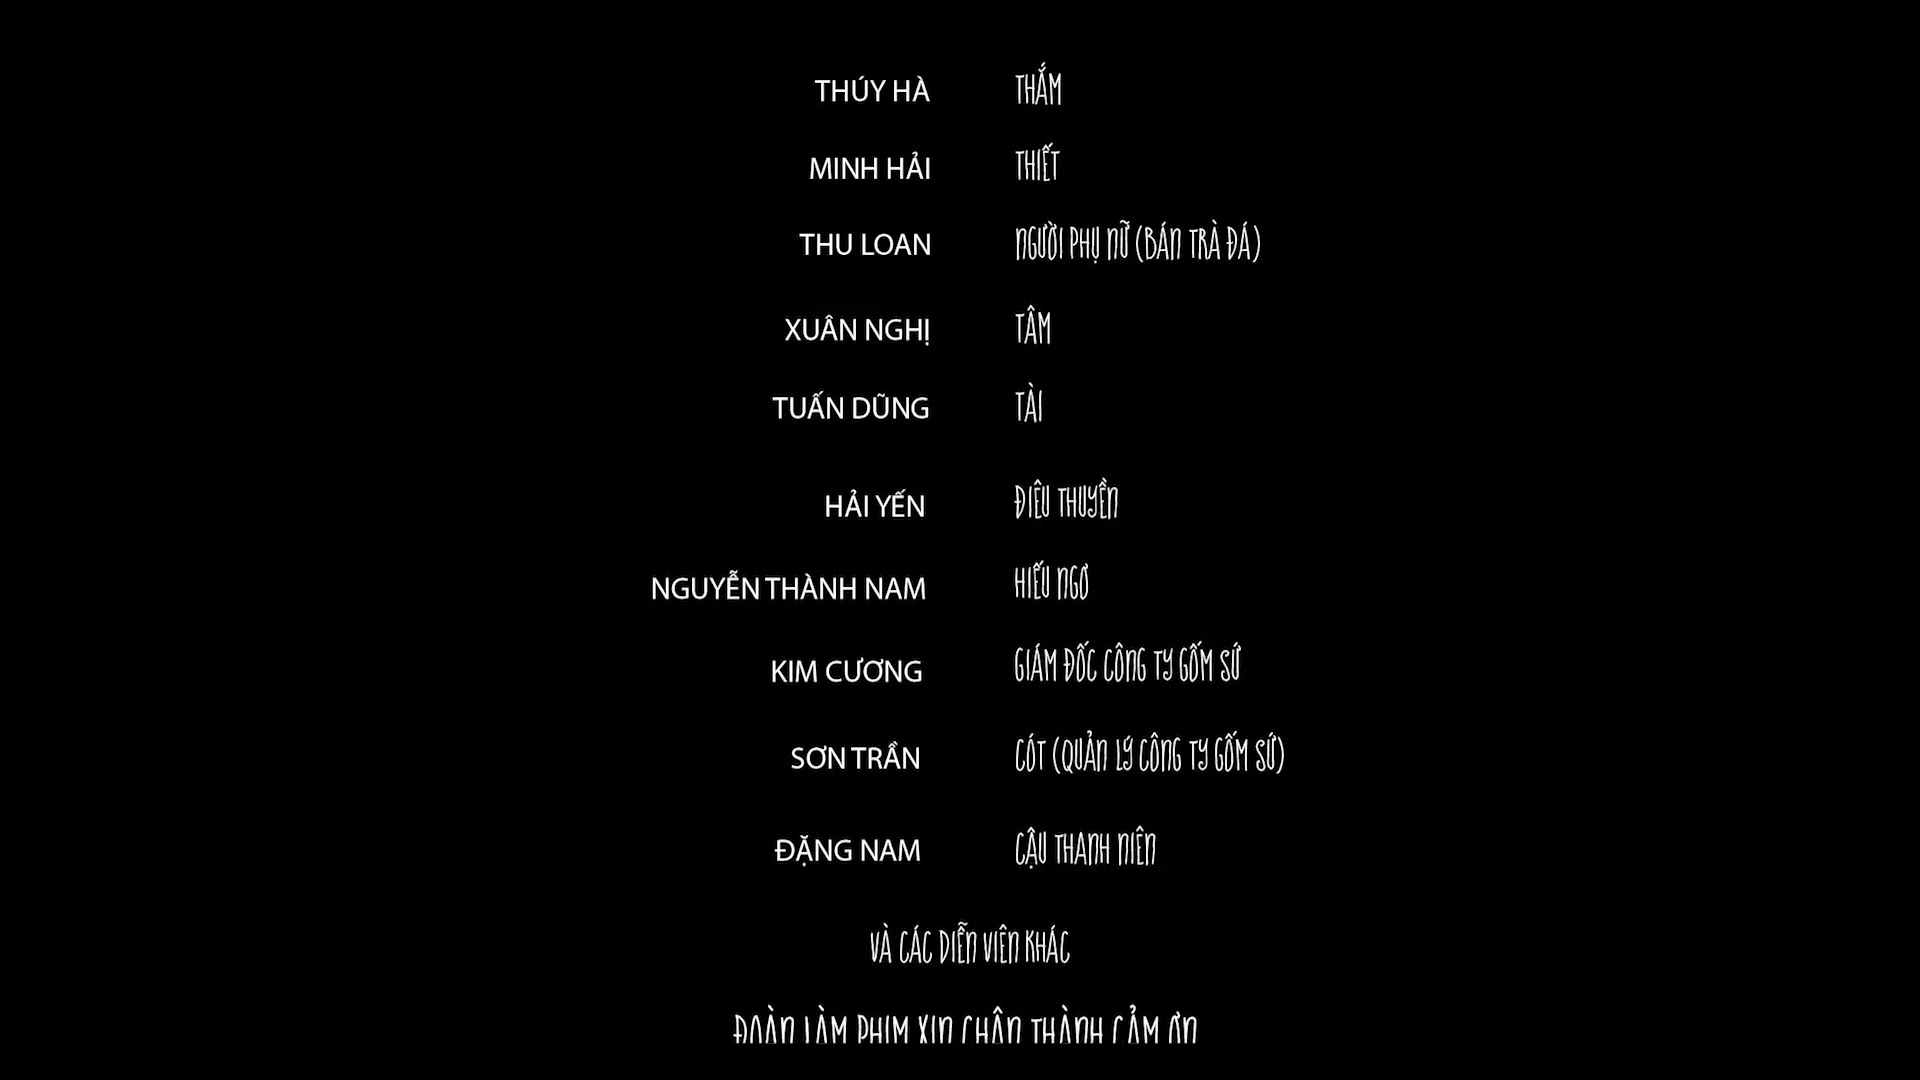 THÚY HÀ THẮM
MINH HẢI THIẾT
THU LOAN NGƯỜI PHỤ NỮ (BÁN TRÀ ĐÁ)
XUÂN NGHỊ TÂM
TUẤN DŨNG TÀI
HẢI YẾN ĐIÊU THUYỀN
NGUYỄN THÀNH NAM HIẾU NGƠ
KIM CƯƠNG GIÁM ĐỐC CÔNG TY GỐM SỨ
SƠN TRẦN CÓT (QUẢN LÝ CÔNG TY GỐM SỨ)
ĐẶNG NAM CẬU THANH NIÊN
VÀ CÁC DIỄN VIÊN KHÁC
ĐOÀN LÀM PHIM XIN CHÂN THÀNH CẢM ƠN